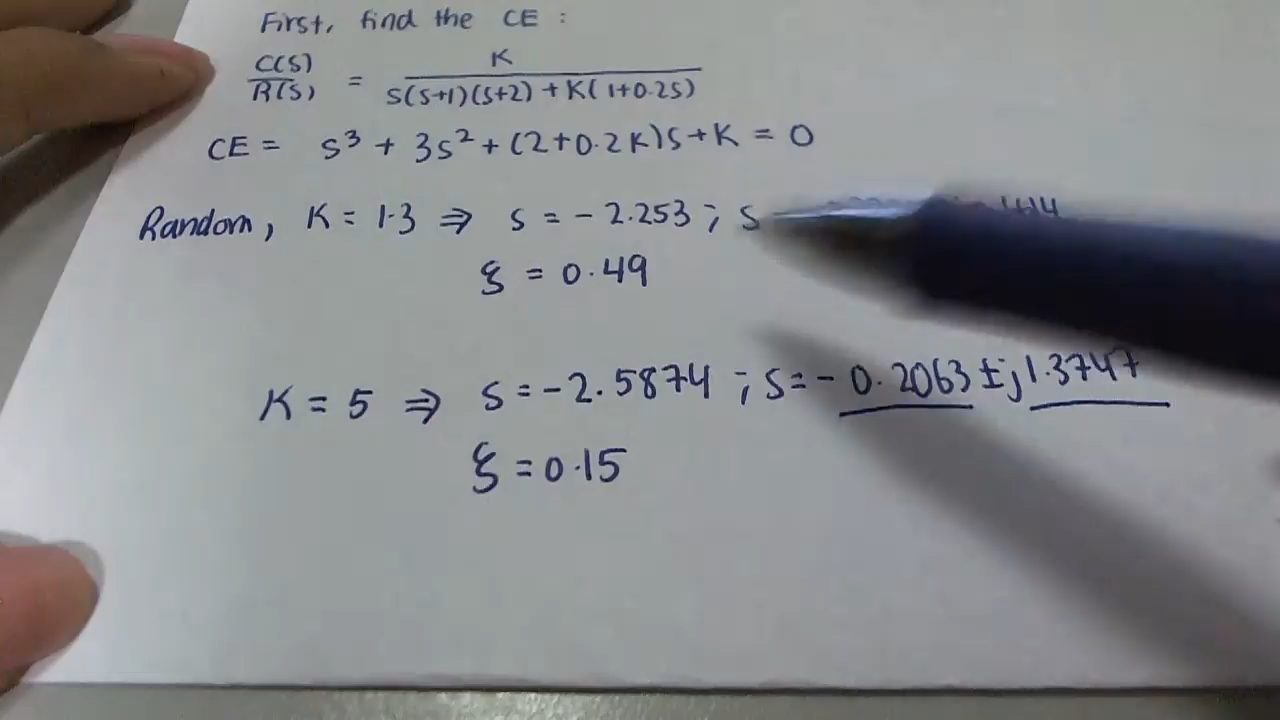 First, find the CE :
C(S)/R(S) = K / S(S+1)(S+2) + K(1+0.2S)
CE = S³ + 3S² + (2+0.2K)S + K = 0
Random, K = 1.3 ⇒ S = -2.253 ; S
ξ = 0.49
K = 5 ⇒ S = -2.5874 ; S = -0.2063 ± j1.3747
ξ = 0.15